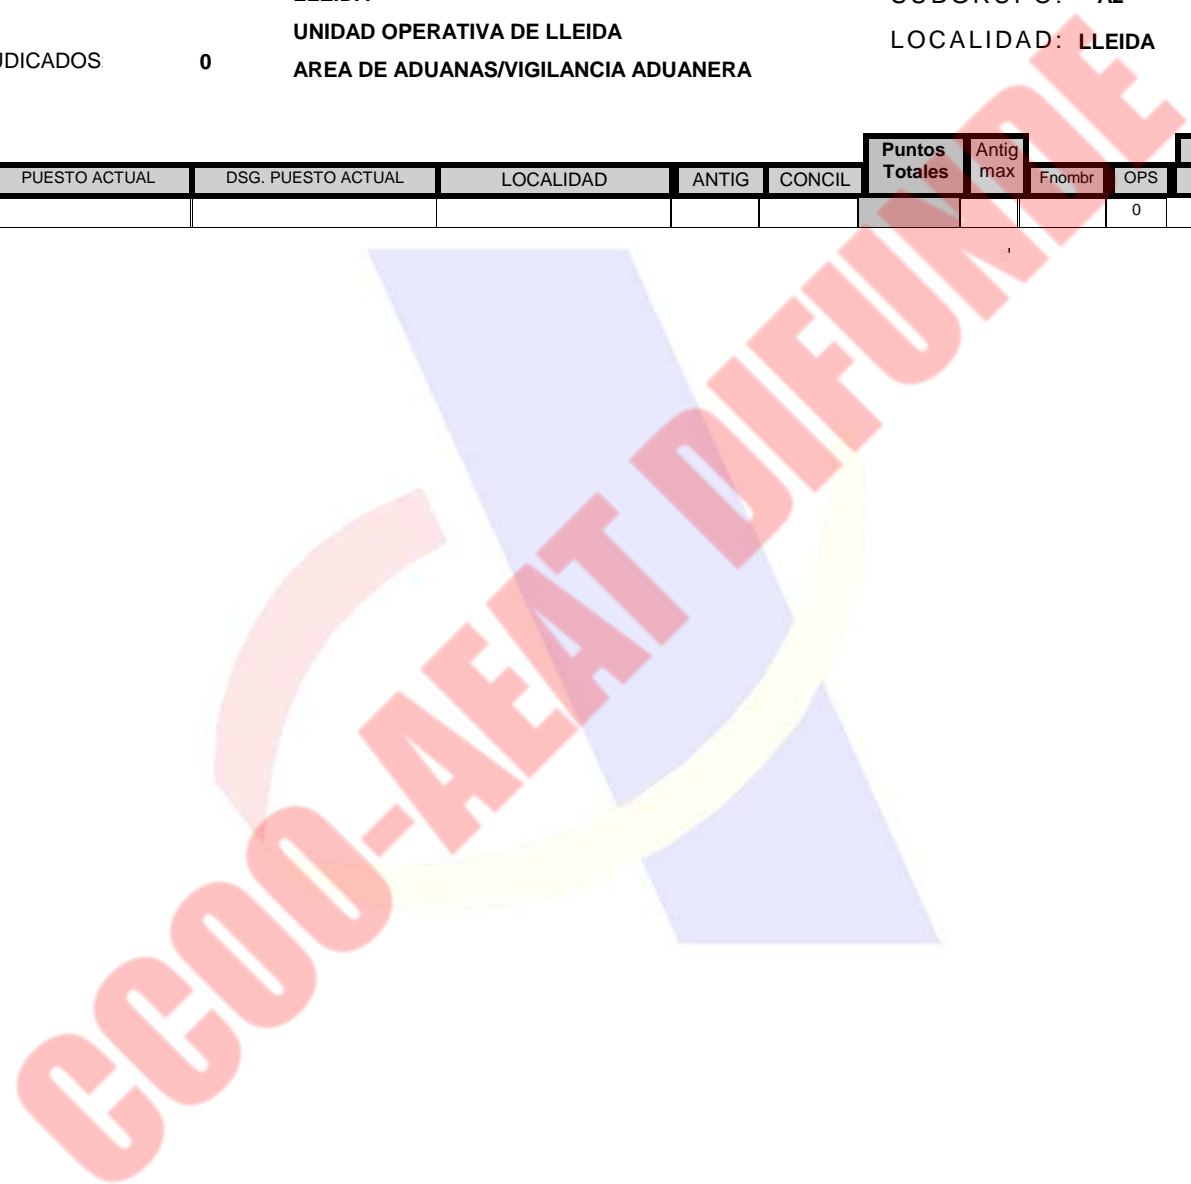 UNIDAD OPERATIVA DE LLEIDA
LOCALIDAD: LLEIDA
0
AREA DE ADUANAS/VIGILANCIA ADUANERA
Puntos Totales
Antig max
PUESTO ACTUAL
DSG. PUESTO ACTUAL
LOCALIDAD
ANTIG
CONCIL
Fnombr
OPS
0
CCOO-AEAT DIFUNDE